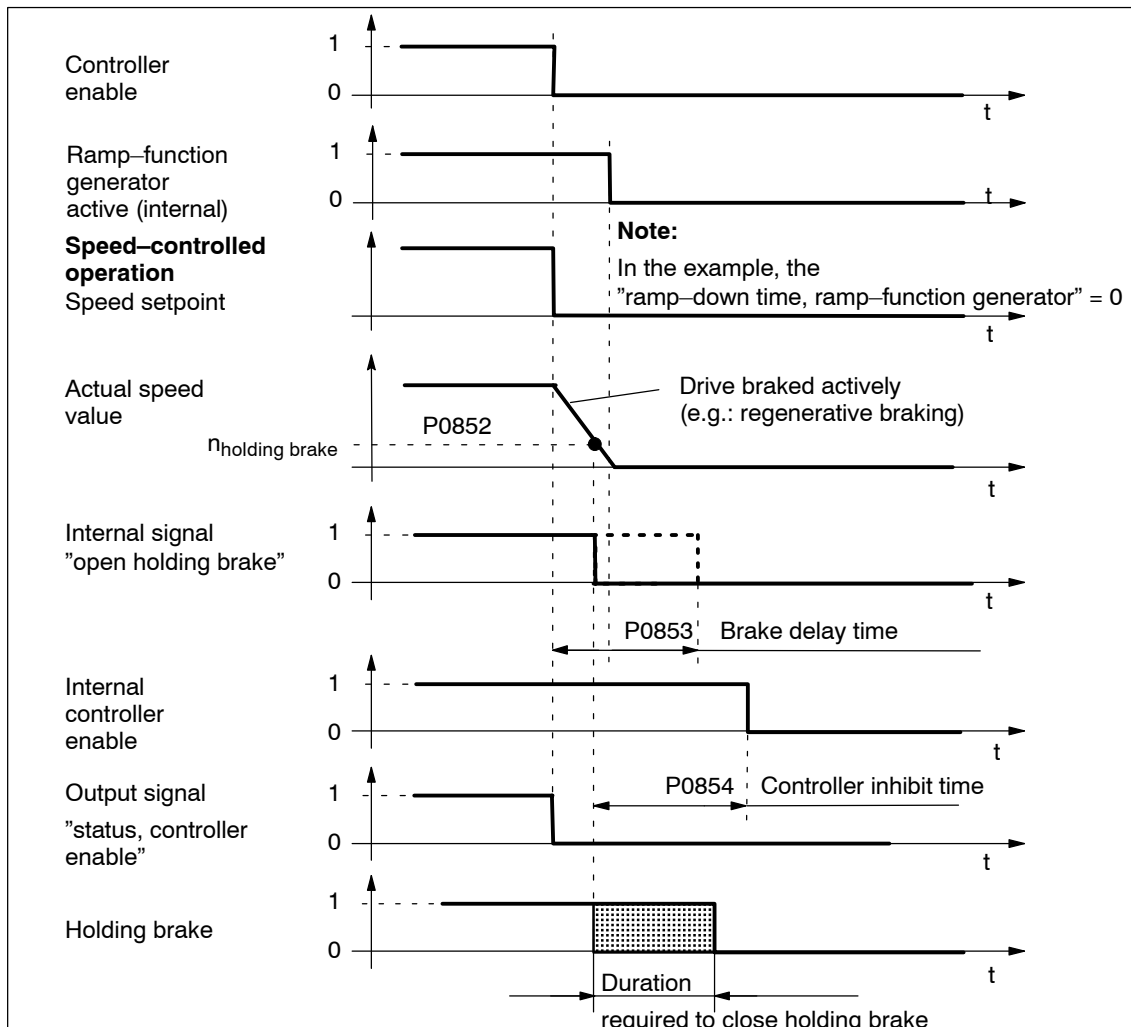 Controller
enable
1
0
t
Ramp–function
generator
active (internal)
1
0
t
Speed–controlled
operation
Speed setpoint
Note:
In the example, the
”ramp–down time, ramp–function generator” = 0
Actual speed
value
P0852
nholding brake
Drive braked actively
(e.g.: regenerative braking)
t
Internal signal
”open holding brake”
1
0
t
P0853 Brake delay time
Internal
controller
enable
1
0
t
P0854 Controller inhibit time
Output signal
”status, controller
enable”
1
0
t
Holding brake
1
0
t
Duration
required to close holding brake